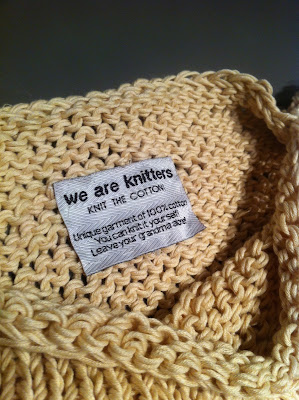 we are knitters
KNIT THE COTTON
Unique garment of 100% cotton
You can knit it yourself
Leave your grandma alone!